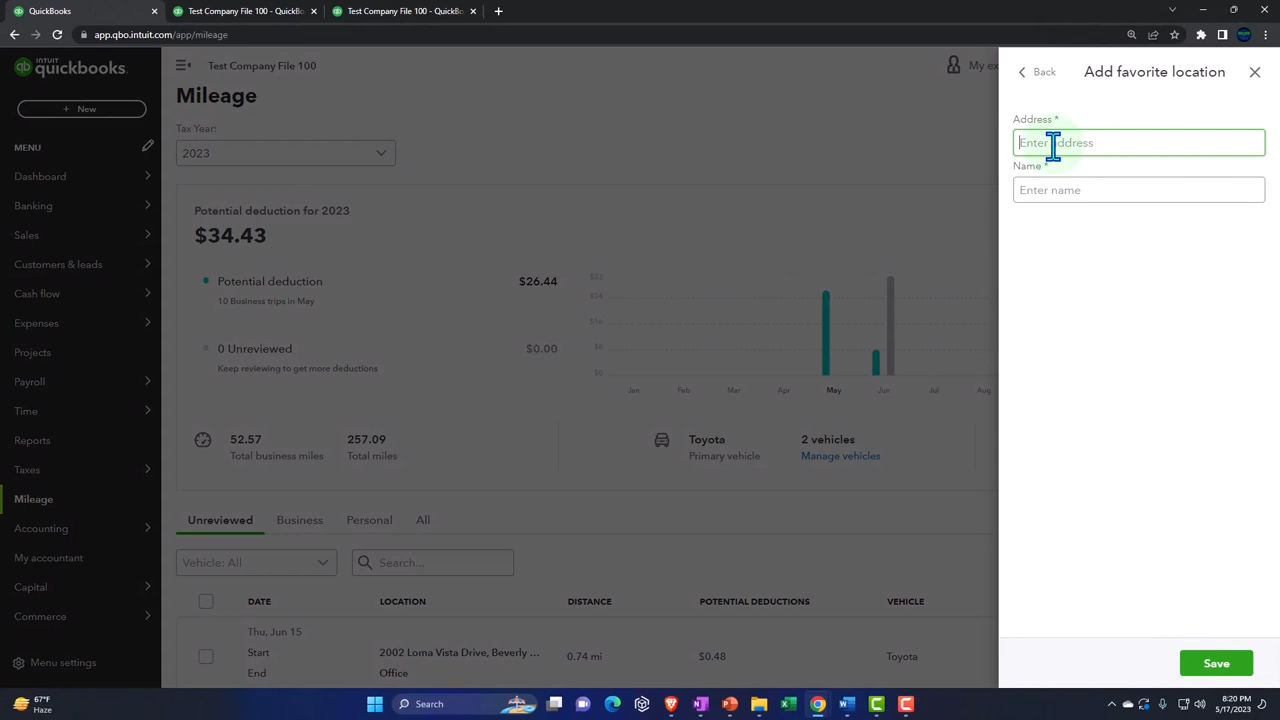 QuickBooks
Test Company File 100 - QuickBo
Test Company File 100 - QuickBo
app.qbo.intuit.com/app/mileage
INTUIT
quickbooks.
Test Company File 100
My ex
Back
Add favorite location
+ New
Mileage
Address *
Enter address
Name *
Enter name
MENU
Tax Year:
2023
Dashboard
Banking
Sales
Customers & leads
Cash flow
Expenses
Projects
Payroll
Time
Reports
Taxes
Mileage
Accounting
My accountant
Capital
Commerce
Menu settings
Potential deduction for 2023
$34.43
Potential deduction
$26.44
10 Business trips in May
0 Unreviewed
$0.00
Keep reviewing to get more deductions
$32
$24
$16
$8
$0
Jan Feb Mar Apr May Jun Jul Aug
52.57
Total business miles
257.09
Total miles
Toyota
Primary vehicle
2 vehicles
Manage vehicles
Unreviewed Business Personal All
Vehicle: All
Search...
DATE LOCATION DISTANCE POTENTIAL DEDUCTIONS VEHICLE
Thu, Jun 15
Start 2002 Loma Vista Drive, Beverly ... 0.74 mi $0.48 Toyota
End Office
Save
67°F
Haze
Search
8:20 PM
5/17/2023